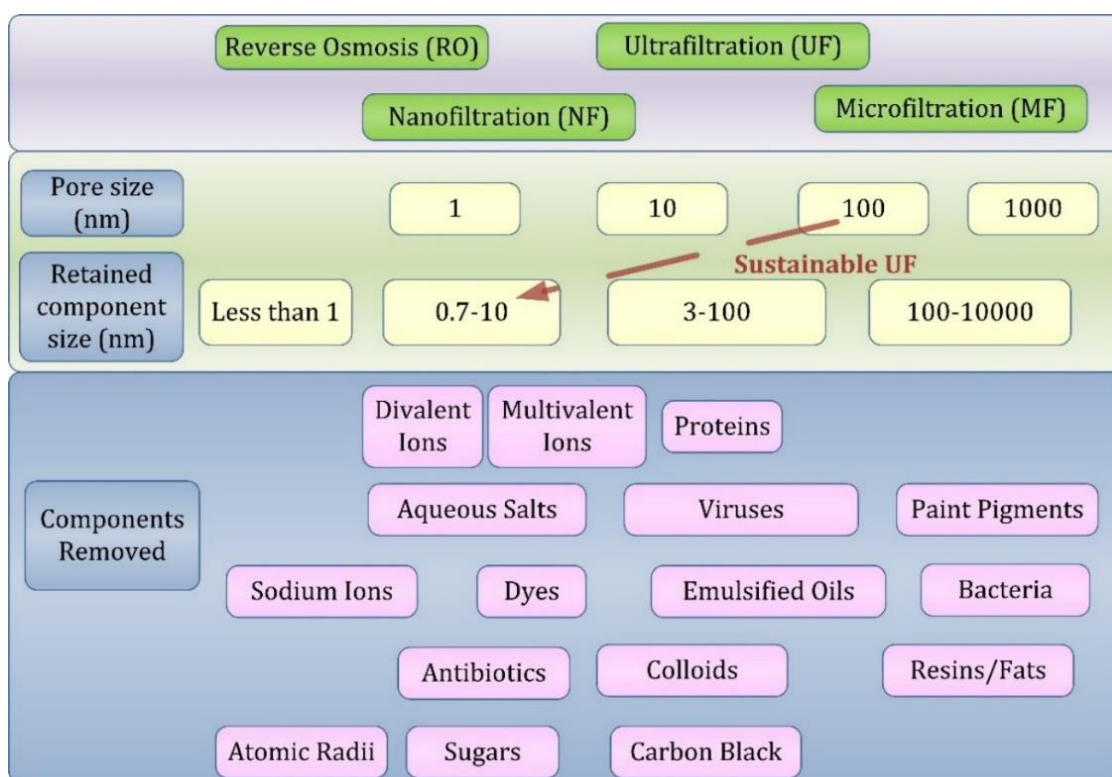 Reverse Osmosis (RO)
Ultrafiltration (UF)
Nanofiltration (NF)
Microfiltration (MF)
Pore size
(nm)
1
10
100
1000
Sustainable UF
Retained
component
size (nm)
Less than 1
0.7-10
3-100
100-10000
Components
Removed
Divalent
Ions
Multivalent
Ions
Proteins
Aqueous Salts
Viruses
Paint Pigments
Sodium Ions
Dyes
Emulsified Oils
Bacteria
Antibiotics
Colloids
Resins/Fats
Atomic Radii
Sugars
Carbon Black